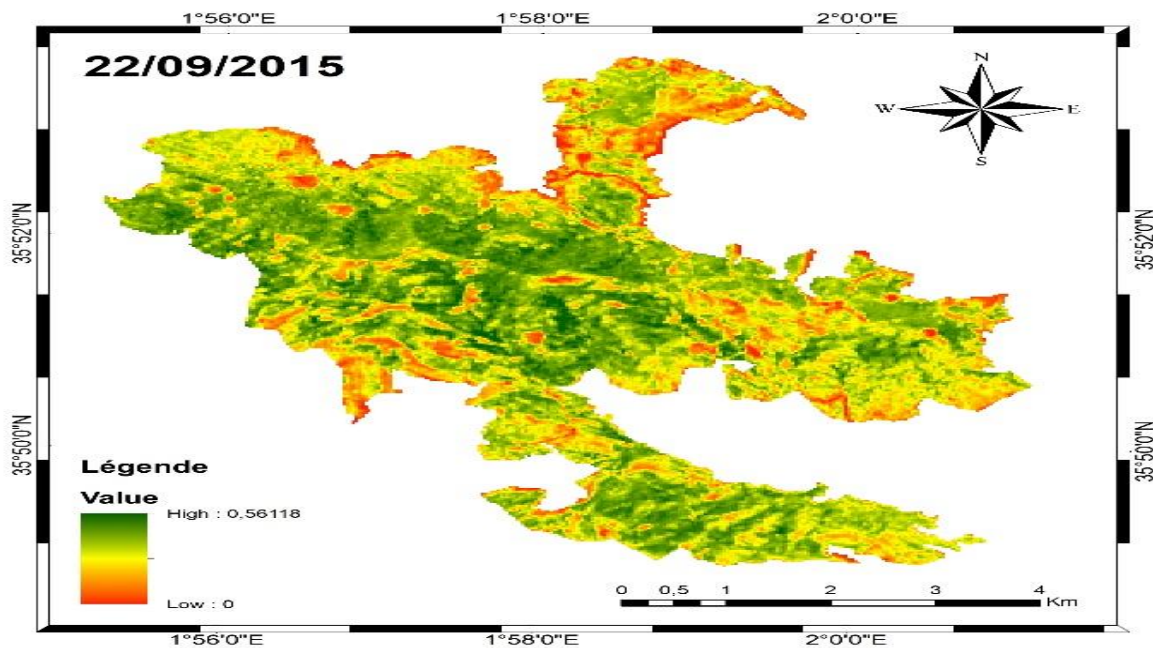 1°56'0"E 1°58'0"E 2°0'0"E
22/09/2015
N
W E
S
35°52'0"N 35°52'0"N
35°50'0"N 35°50'0"N
Légende
Value
High : 0,56118
Low : 0
0 0,5 1 2 3 4
Km
1°56'0"E 1°58'0"E 2°0'0"E